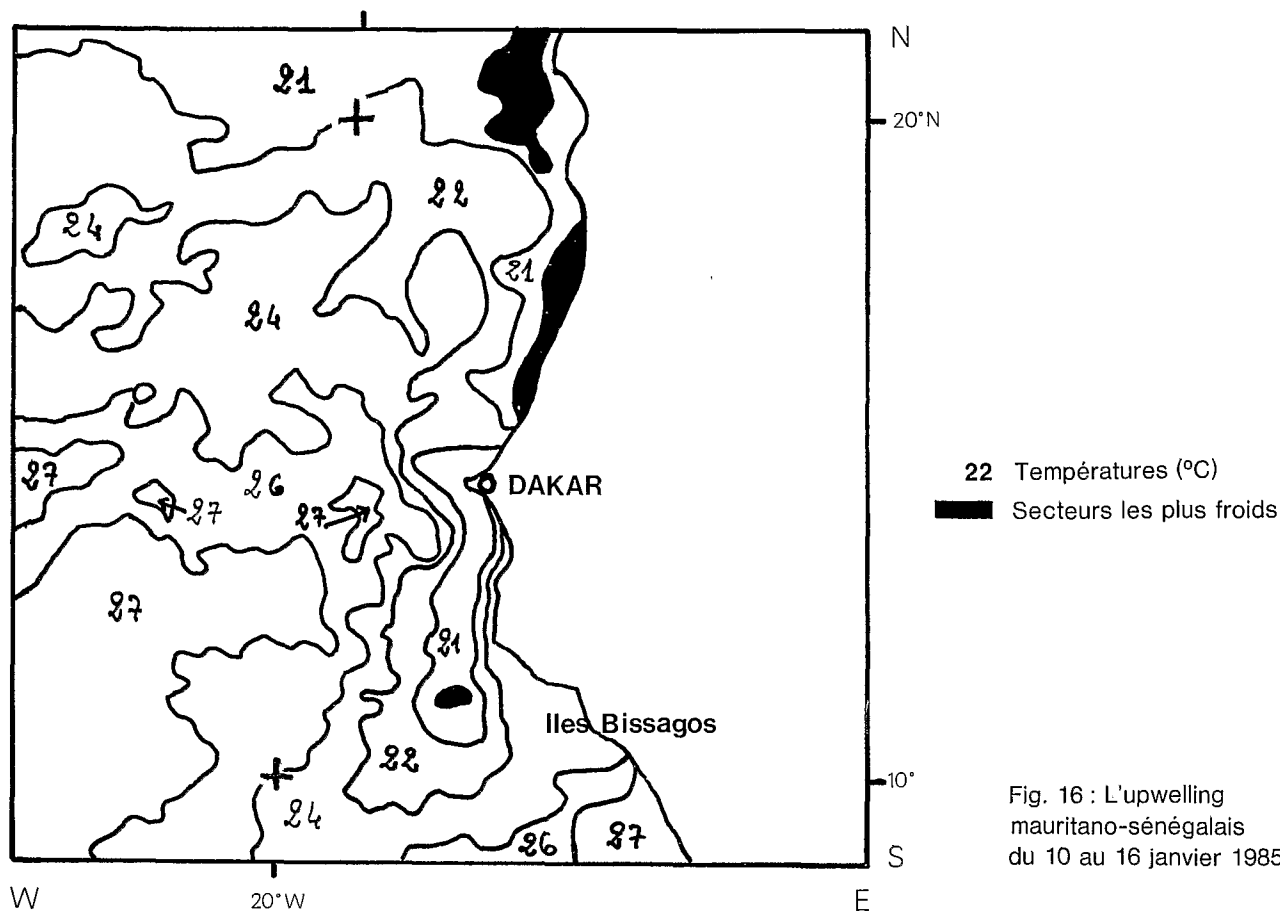 N
21
20°N
22
24
21
24
27
26
27
27
DAKAR
22 Températures (ºC)
Secteurs les plus froids
27
21
Iles Bissagos
22
10°
24
26
27
S
Fig. 16 : L'upwelling
mauritano-sénégalais
du 10 au 16 janvier 1985
W
20°W
E